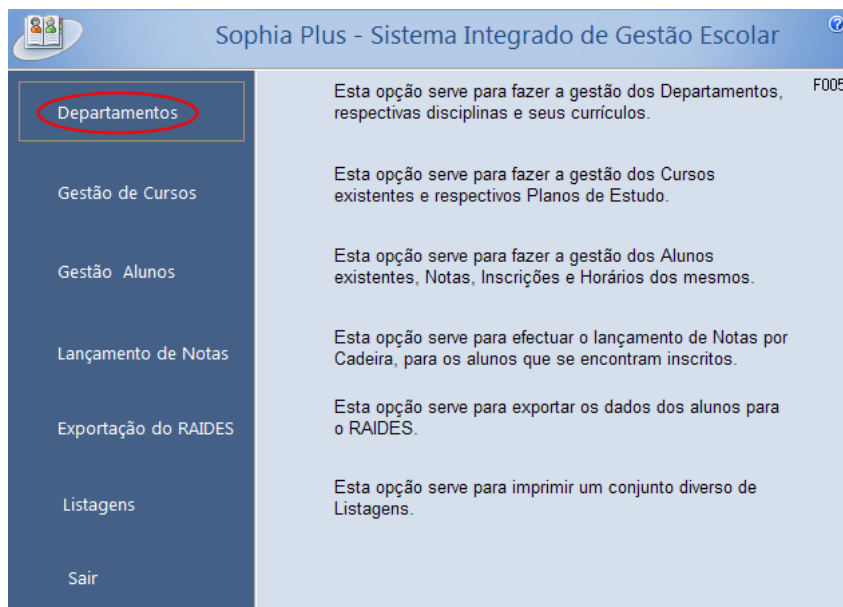 Sophia Plus - Sistema Integrado de Gestão Escolar
Departamentos
Esta opção serve para fazer a gestão dos Departamentos,
respectivas disciplinas e seus currículos.
F005
Gestão de Cursos
Esta opção serve para fazer a gestão dos Cursos
existentes e respectivos Planos de Estudo.
Gestão Alunos
Esta opção serve para fazer a gestão dos Alunos
existentes, Notas, Inscrições e Horários dos mesmos.
Lançamento de Notas
Esta opção serve para efectuar o lançamento de Notas por
Cadeira, para os alunos que se encontram inscritos.
Exportação do RAIDES
Esta opção serve para exportar os dados dos alunos para
o RAIDES.
Listagens
Esta opção serve para imprimir um conjunto diverso de
Listagens.
Sair